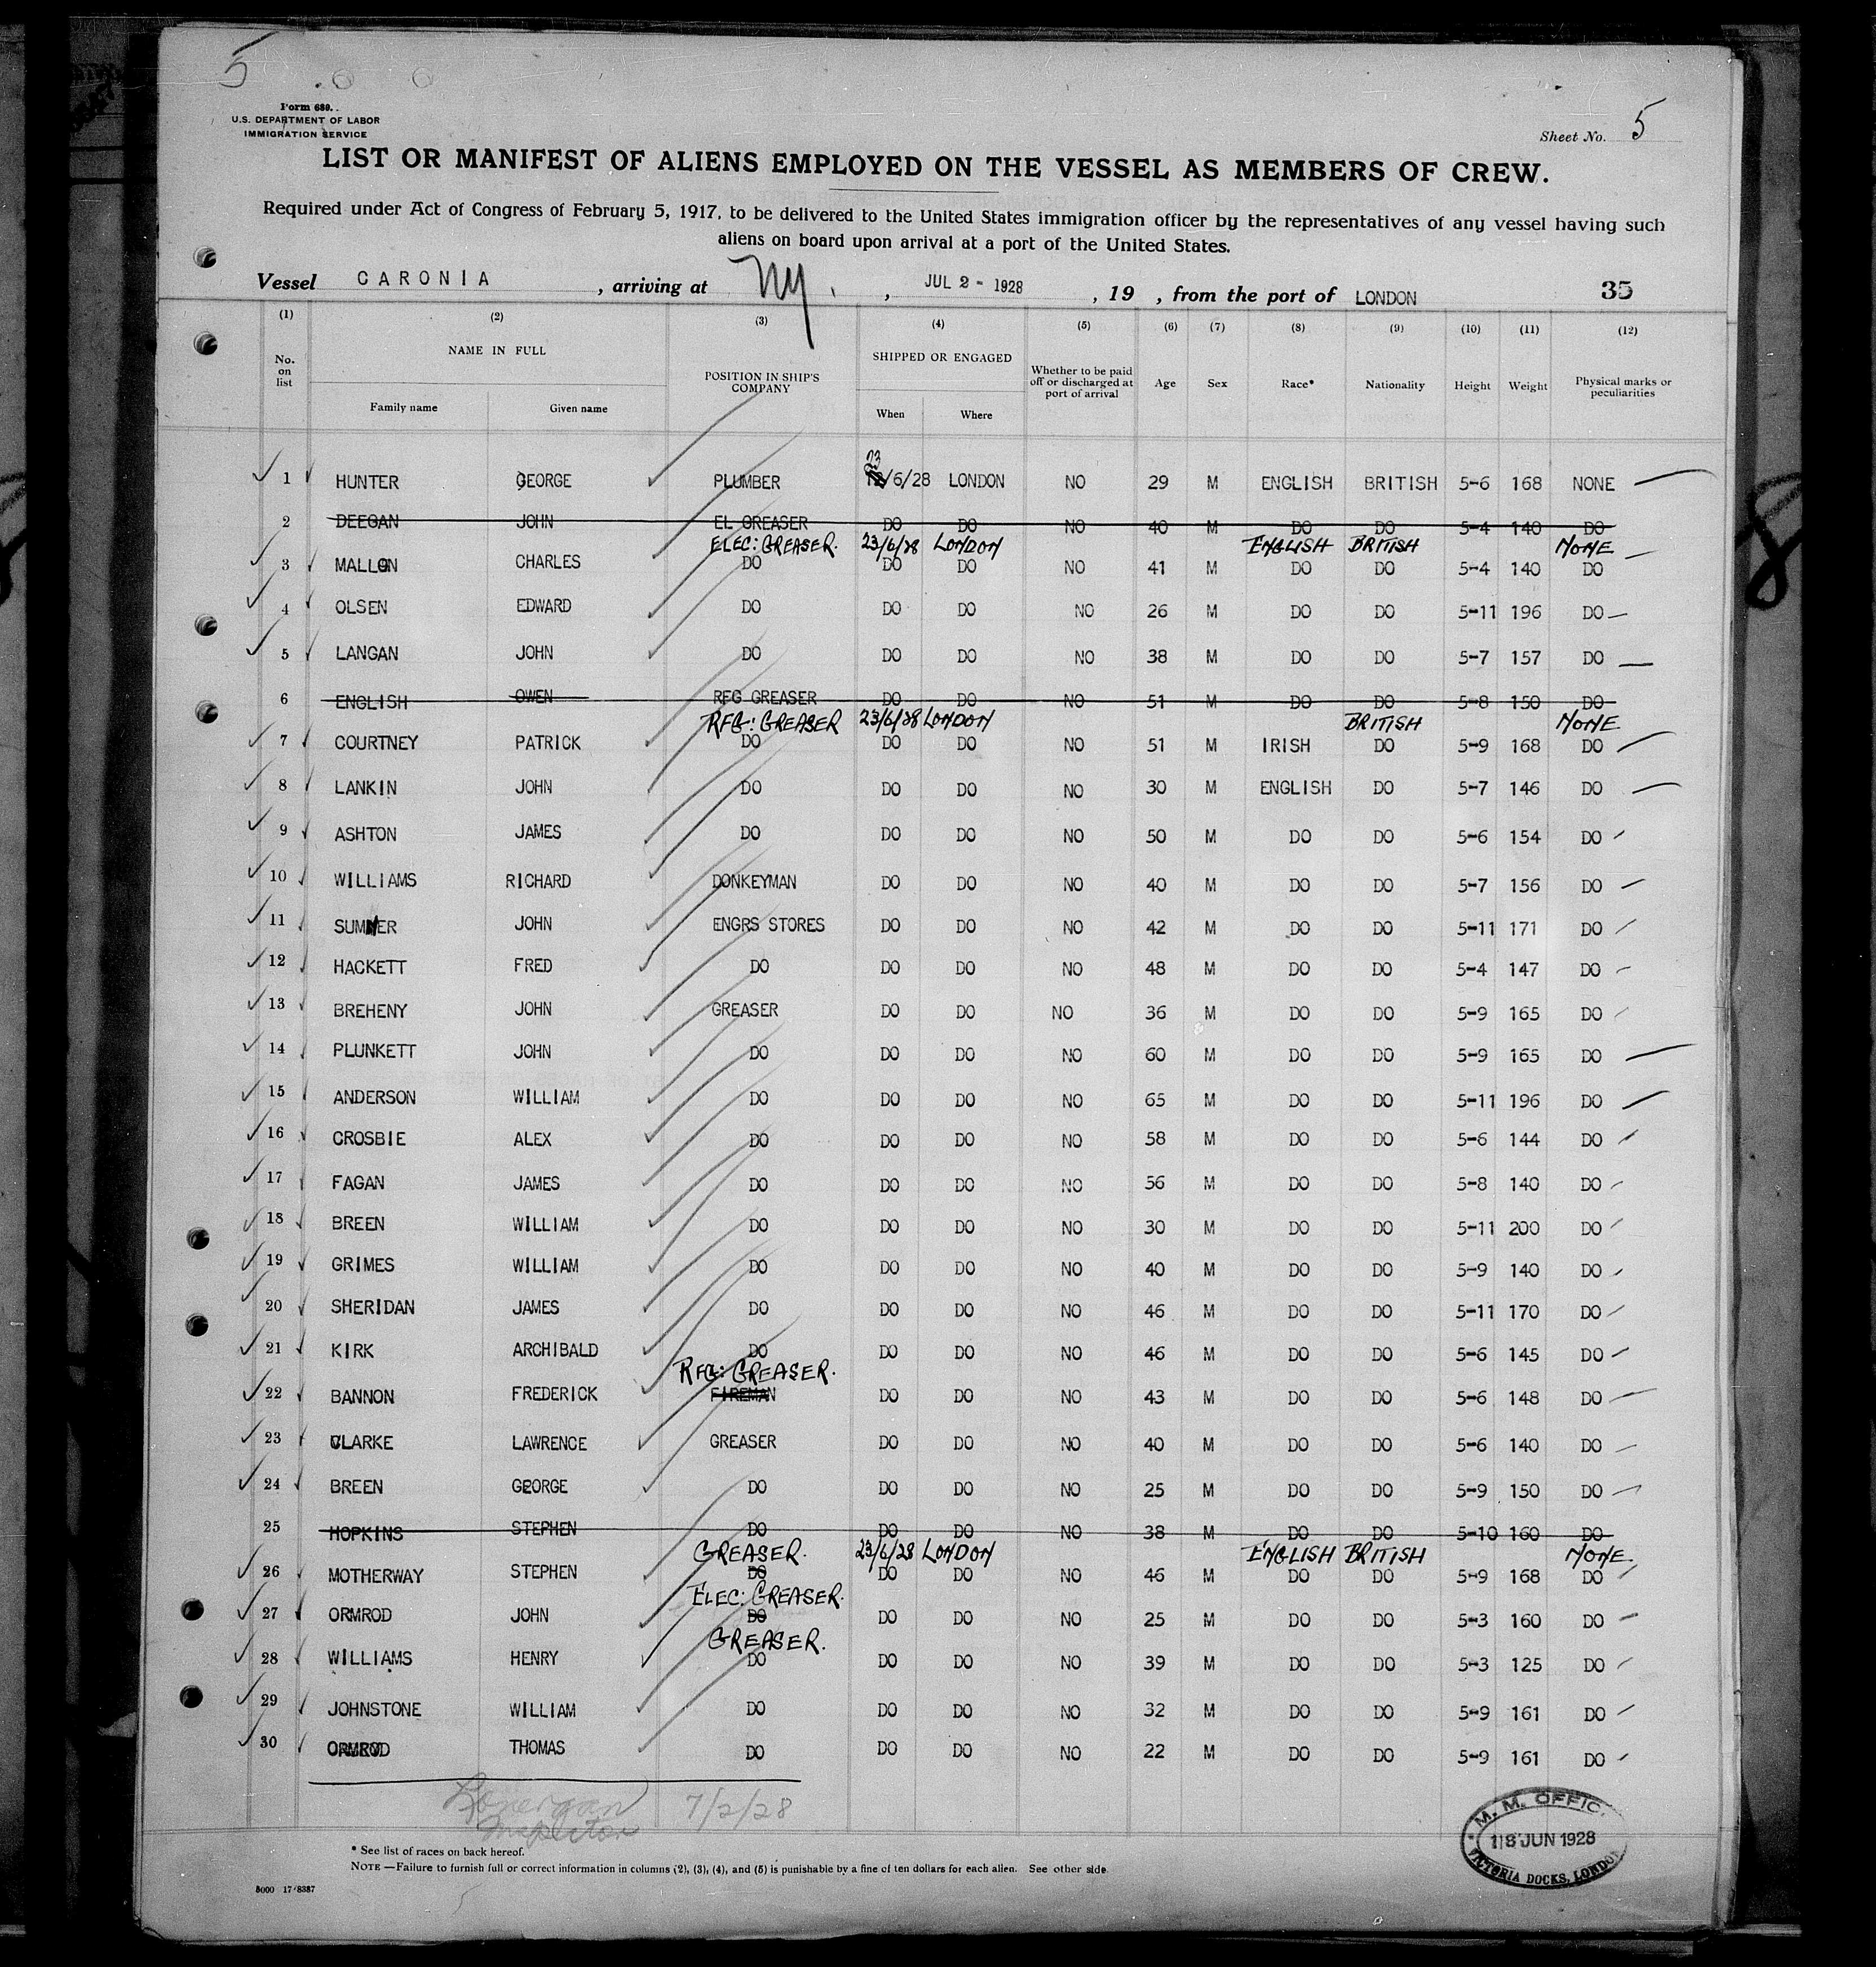 5
Form 689.
U.S. DEPARTMENT OF LABOR
IMMIGRATION SERVICE
Sheet No. 5
LIST OR MANIFEST OF ALIENS EMPLOYED ON THE VESSEL AS MEMBERS OF CREW.
Required under Act of Congress of February 5, 1917, to be delivered to the United States immigration officer by the representatives of any vessel having such
aliens on board upon arrival at a port of the United States.
Vessel CARONIA , arriving at NY. , JUL 2 - 1928 , 19 , from the port of LONDON 35
(1) (2) (3) (4) (5) (6) (7) (8) (9) (10) (11) (12)
No. on list NAME IN FULL Family name Given name POSITION IN SHIP'S COMPANY SHIPPED OR ENGAGED When Where Whether to be paid off or discharged at port of arrival Age Sex Race* Nationality Height Weight Physical marks or peculiarities
1 HUNTER GEORGE PLUMBER 23/6/28 LONDON NO 29 M ENGLISH BRITISH 5-6 168 NONE
2 DEEGAN JOHN EL GREASER DO DO NO 40 M DO DO 5-4 140 DO
ELEC: GREASER. 23/6/28 LONDON ENGLISH BRITISH NONE
3 MALLON CHARLES DO DO DO NO 41 M DO DO 5-4 140 DO
4 OLSEN EDWARD DO DO DO NO 26 M DO DO 5-11 196 DO
5 LANGAN JOHN DO DO DO NO 38 M DO DO 5-7 157 DO
6 ENGLISH OWEN RFG GREASER DO DO NO 51 M DO DO 5-8 150 DO
RFG: GREASER 23/6/28 LONDON BRITISH NONE
7 COURTNEY PATRICK DO DO DO NO 51 M IRISH DO 5-9 168 DO
8 LANKIN JOHN DO DO DO NO 30 M ENGLISH DO 5-7 146 DO
9 ASHTON JAMES DO DO DO NO 50 M DO DO 5-6 154 DO
10 WILLIAMS RICHARD DONKEYMAN DO DO NO 40 M DO DO 5-7 156 DO
11 SUMNER JOHN ENGRS STORES DO DO NO 42 M DO DO 5-11 171 DO
12 HACKETT FRED DO DO DO NO 48 M DO DO 5-4 147 DO
13 BREHENY JOHN GREASER DO DO NO 36 M DO DO 5-9 165 DO
14 PLUNKETT JOHN DO DO DO NO 60 M DO DO 5-9 165 DO
15 ANDERSON WILLIAM DO DO DO NO 65 M DO DO 5-11 196 DO
16 CROSBIE ALEX DO DO DO NO 58 M DO DO 5-6 144 DO
17 FAGAN JAMES DO DO DO NO 56 M DO DO 5-8 140 DO
18 BREEN WILLIAM DO DO DO NO 30 M DO DO 5-11 200 DO
19 GRIMES WILLIAM DO DO DO NO 40 M DO DO 5-9 140 DO
20 SHERIDAN JAMES DO DO DO NO 46 M DO DO 5-11 170 DO
21 KIRK ARCHIBALD DO DO DO NO 46 M DO DO 5-6 145 DO
RFG: GREASER.
22 BANNON FREDERICK FIREMAN DO DO NO 43 M DO DO 5-6 148 DO
23 CLARKE LAWRENCE GREASER DO DO NO 40 M DO DO 5-6 140 DO
24 BREEN GEORGE DO DO DO NO 25 M DO DO 5-9 150 DO
25 HOPKINS STEPHEN DO DO DO NO 38 M DO DO 5-10 160 DO
GREASER. 23/6/28 LONDON ENGLISH BRITISH NONE.
26 MOTHERWAY STEPHEN DO DO DO NO 46 M DO DO 5-9 168 DO
ELEC: GREASER.
27 ORMROD JOHN DO DO DO NO 25 M DO DO 5-3 160 DO
GREASER.
28 WILLIAMS HENRY DO DO DO NO 39 M DO DO 5-3 125 DO
29 JOHNSTONE WILLIAM DO DO DO NO 32 M DO DO 5-9 161 DO
30 ORMROD THOMAS DO DO DO NO 22 M DO DO 5-9 161 DO
Lonergan 7/2/28
Inspector
M. M. OFFIC
18 JUN 1928
VICTORIA DOCKS, LONDON
* See list of races on back hereof.
NOTE.—Failure to furnish full or correct information in columns (2), (3), (4), and (5) is punishable by a fine of ten dollars for each alien. See other side
5000 17/8387